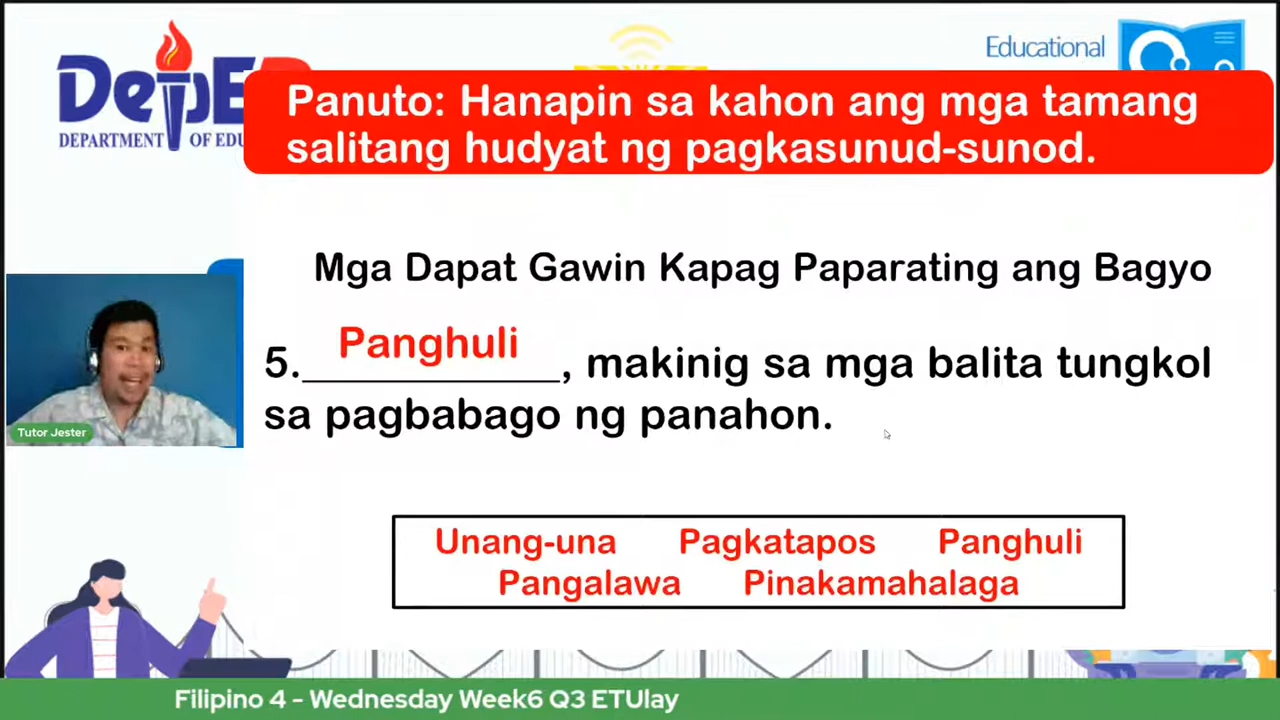 DepE
DEPARTMENT OF EDU
Educational
Panuto: Hanapin sa kahon ang mga tamang
salitang hudyat ng pagkasunud-sunod.
Mga Dapat Gawin Kapag Paparating ang Bagyo
Panghuli
5.____________, makinig sa mga balita tungkol
sa pagbabago ng panahon.
Tutor Jester
Unang-una Pagkatapos Panghuli
Pangalawa Pinakamahalaga
Filipino 4 - Wednesday Week6 Q3 ETUlay